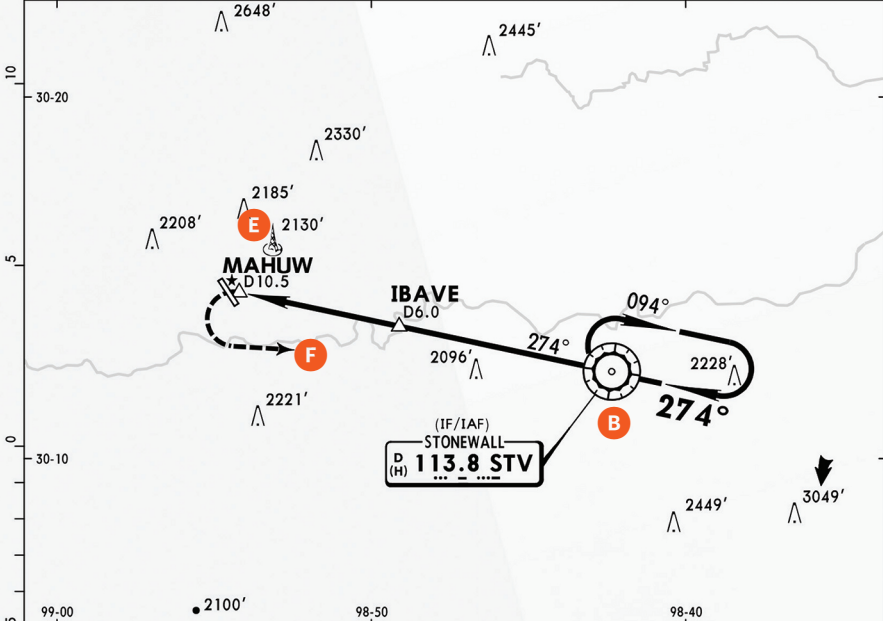 2648'
2445'
10
30-20
2330'
2185'
E
2130'
2208'
5
MAHUW
D10.5
IBAVE
D6.0
094°
274°
F
2096'
2228'
274°
2221'
B
(IF/IAF)
STONEWALL
D
(H)
113.8 STV
0
30-10
3049'
2449'
2100'
99-00
98-50
98-40